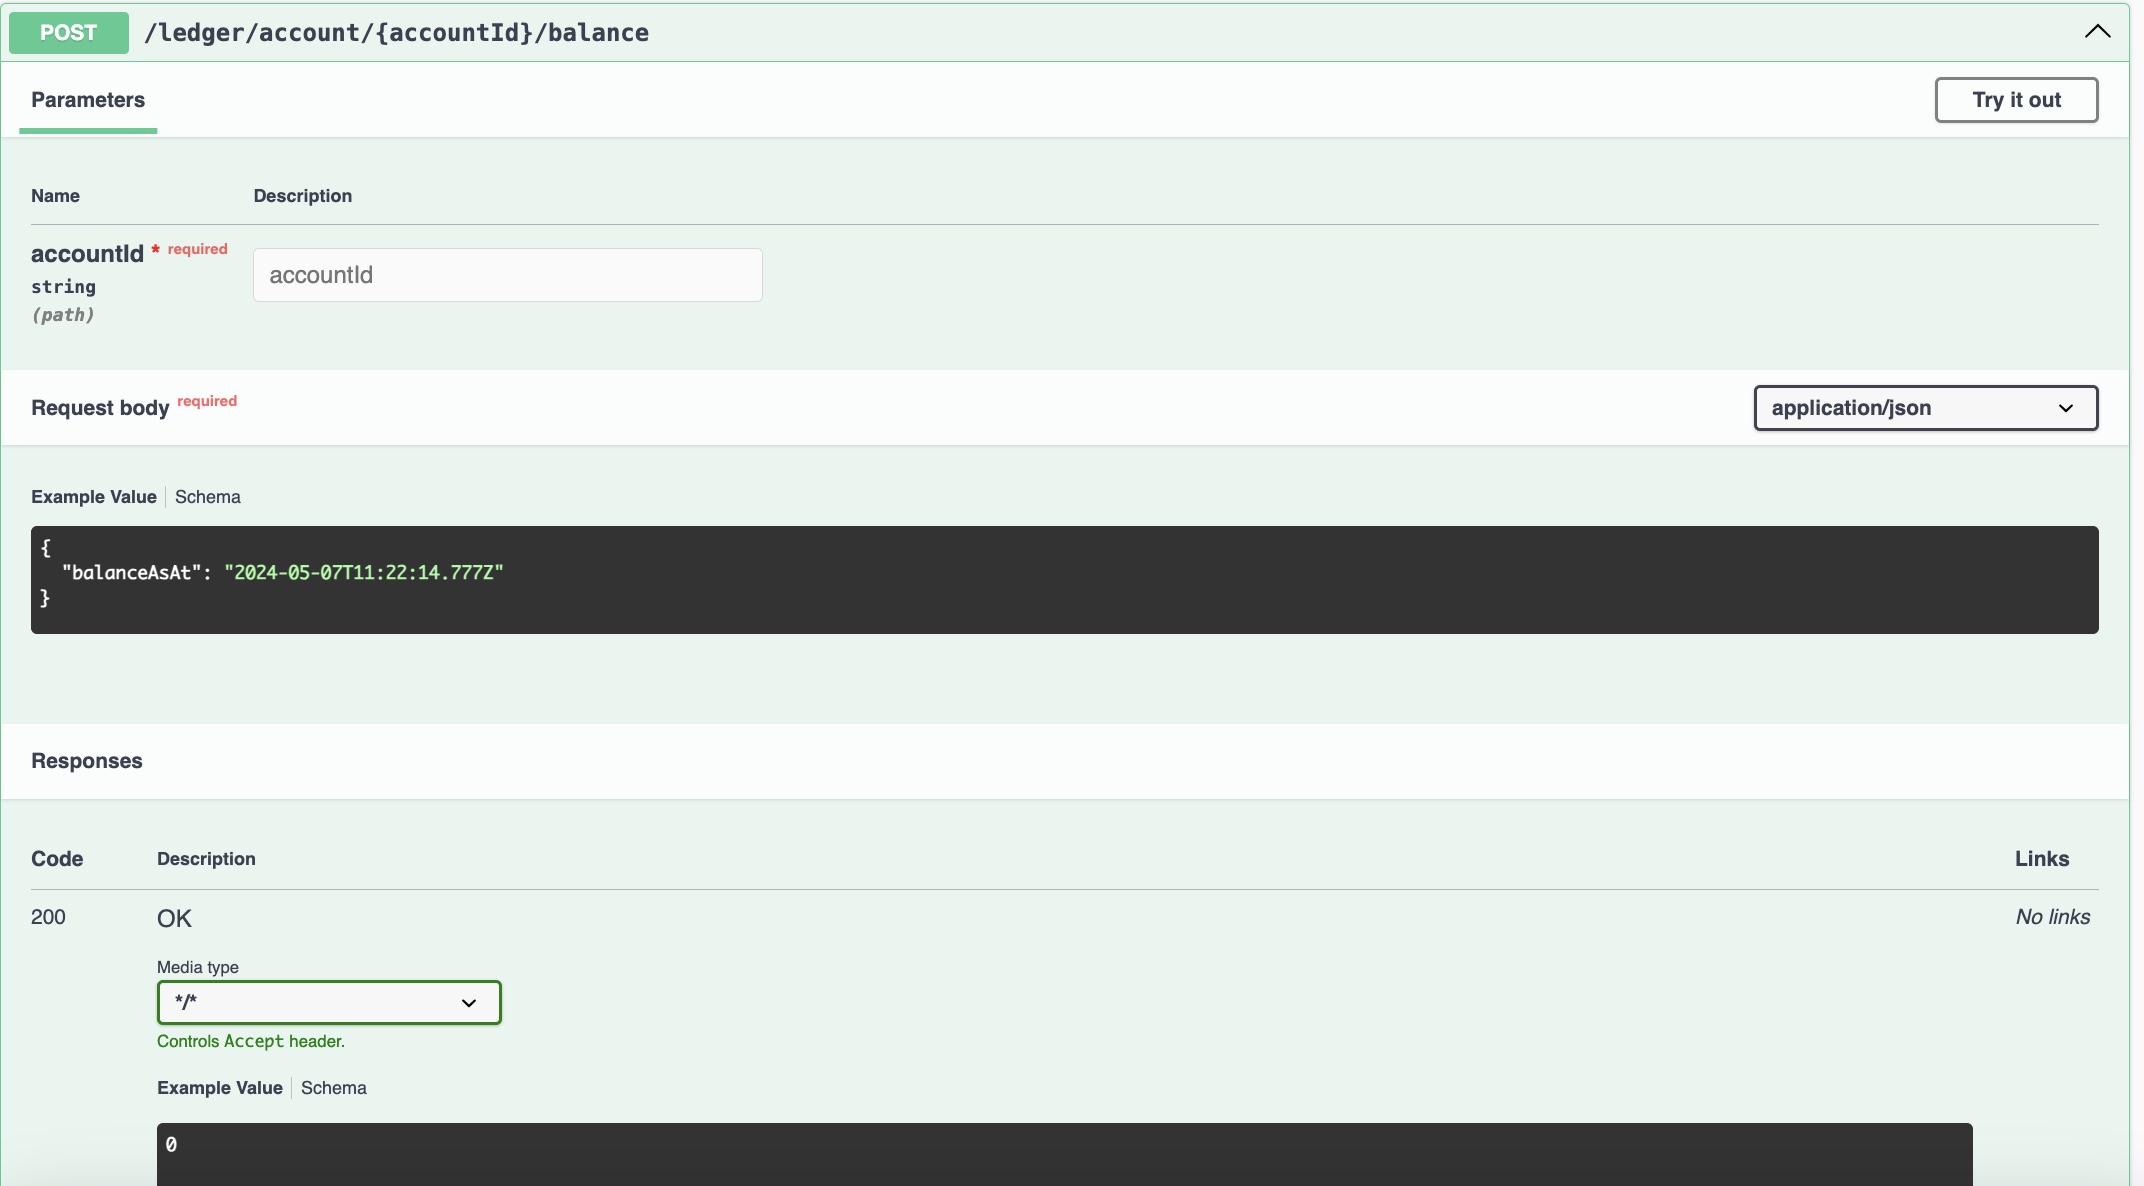 POST /ledger/account/{accountId}/balance
Parameters
Try it out
Name Description
accountId * required
string
(path)
accountId
Request body required
application/json
Example Value Schema
{
"balanceAsAt": "2024-05-07T11:22:14.777Z"
}
Responses
Code Description Links
200 OK No links
Media type
*/*
Controls Accept header.
Example Value Schema
0